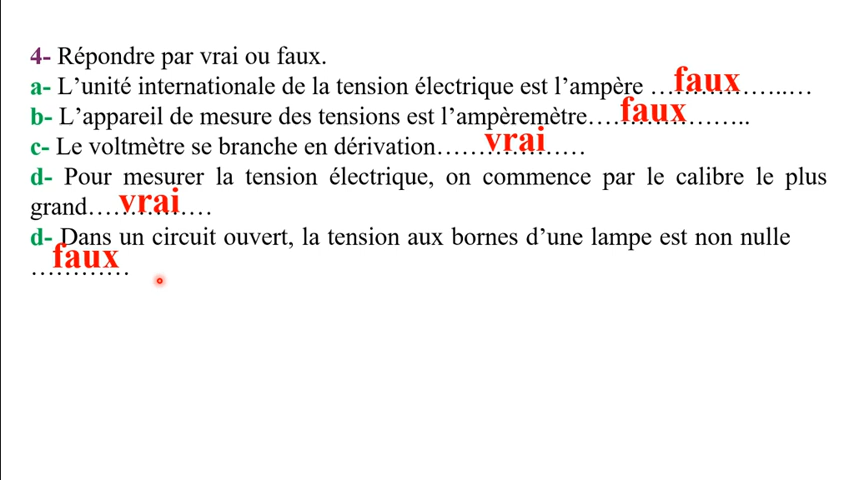 4- Répondre par vrai ou faux.
a- L’unité internationale de la tension électrique est l’ampère …faux…..…
b- L’appareil de mesure des tensions est l’ampèremètre…faux……..
c- Le voltmètre se branche en dérivation……vrai……
d- Pour mesurer la tension électrique, on commence par le calibre le plus
grand…vrai……
d- Dans un circuit ouvert, la tension aux bornes d’une lampe est non nulle
faux
…………